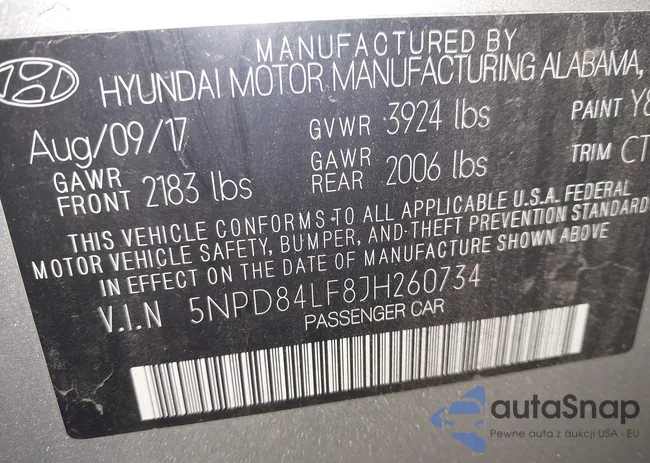 MANUFACTURED BY
HYUNDAI MOTOR MANUFACTURING ALABAMA,
Aug/09/17 GVWR 3924 lbs PAINT Y8
GAWR FRONT 2183 lbs GAWR REAR 2006 lbs TRIM CT
THIS VEHICLE CONFORMS TO ALL APPLICABLE U.S.A. FEDERAL
MOTOR VEHICLE SAFETY, BUMPER, AND THEFT PREVENTION STANDARD
IN EFFECT ON THE DATE OF MANUFACTURE SHOWN ABOVE
V.I.N 5NPD84LF8JH260734
PASSENGER CAR
autaSnap
Pewne auta z aukcji USA - EU